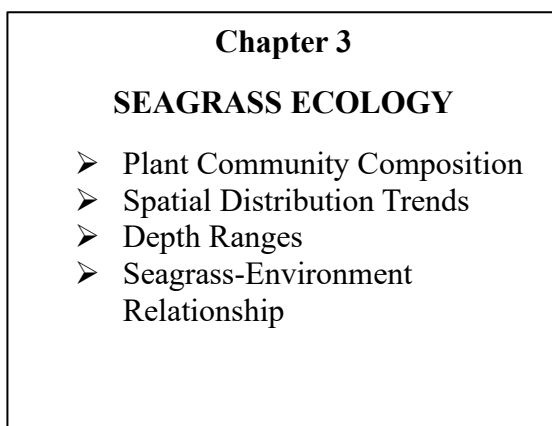 Chapter 3
SEAGRASS ECOLOGY
➢ Plant Community Composition
➢ Spatial Distribution Trends
➢ Depth Ranges
➢ Seagrass-Environment
Relationship